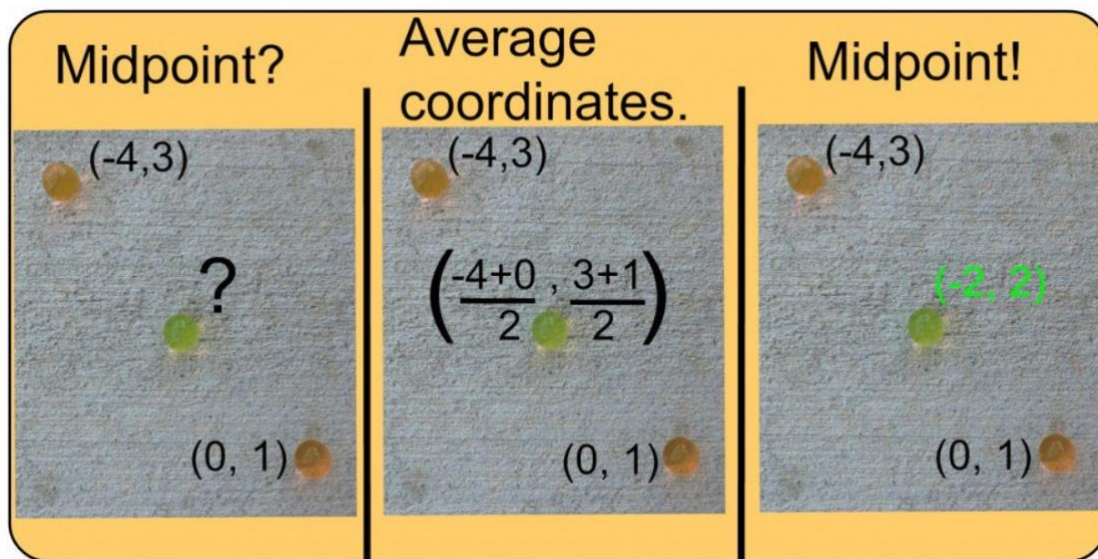 Midpoint?
(-4,3)
?
(0, 1)
Average
coordinates.
(-4,3)
(-4+0/2 , 3+1/2)
(0, 1)
Midpoint!
(-4,3)
(-2, 2)
(0, 1)